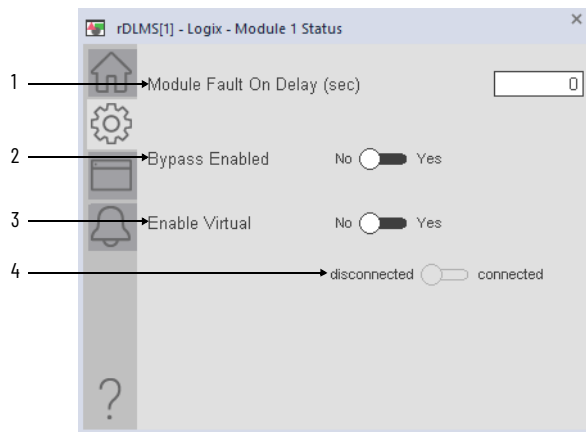 rDLMS[1] - Logix - Module 1 Status
×
1 Module Fault On Delay (sec) 0
2 Bypass Enabled No Yes
3 Enable Virtual No Yes
4 disconnected connected
?